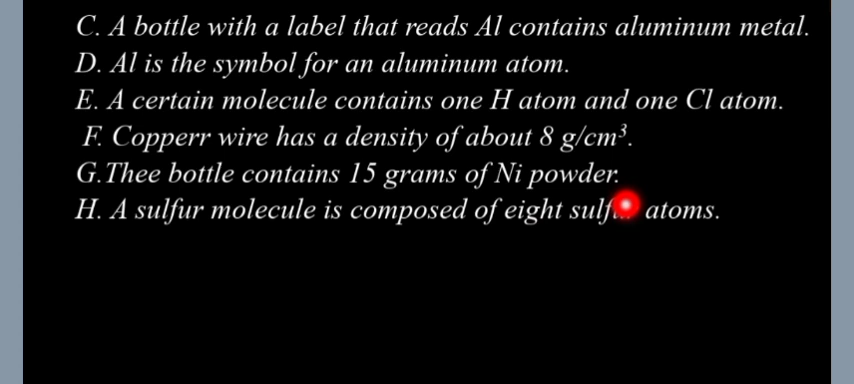 C. A bottle with a label that reads Al contains aluminum metal.
D. Al is the symbol for an aluminum atom.
E. A certain molecule contains one H atom and one Cl atom.
F. Copperr wire has a density of about 8 g/cm³.
G.Thee bottle contains 15 grams of Ni powder.
H. A sulfur molecule is composed of eight atoms.